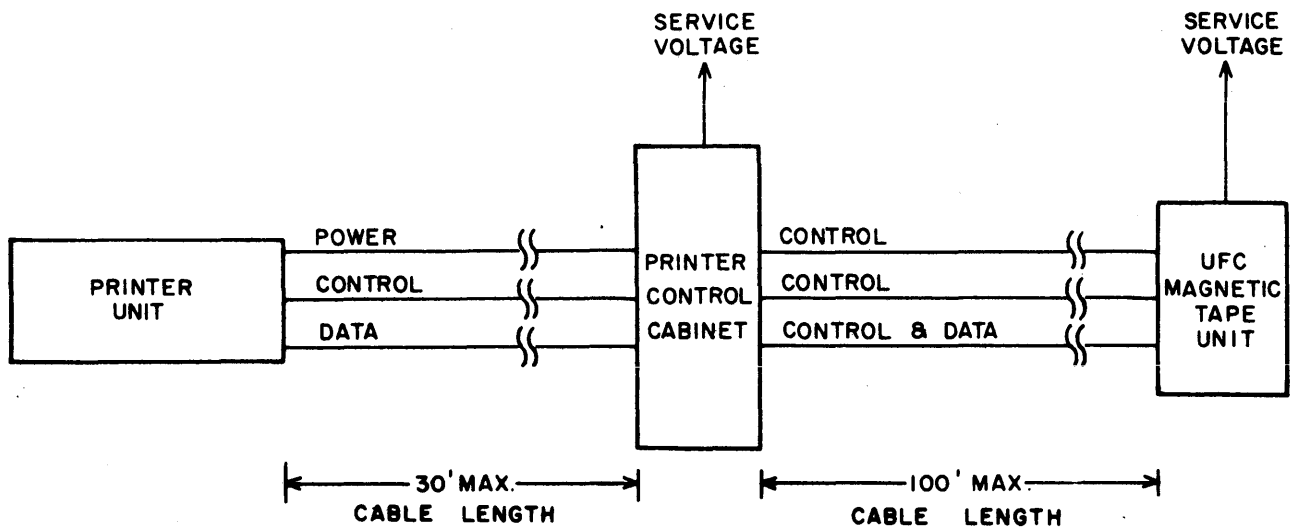 SERVICE
VOLTAGE
SERVICE
VOLTAGE
PRINTER
UNIT
POWER
CONTROL
DATA
PRINTER
CONTROL
CABINET
CONTROL
CONTROL
CONTROL & DATA
UFC
MAGNETIC
TAPE
UNIT
30' MAX.
CABLE LENGTH
100' MAX.
CABLE LENGTH